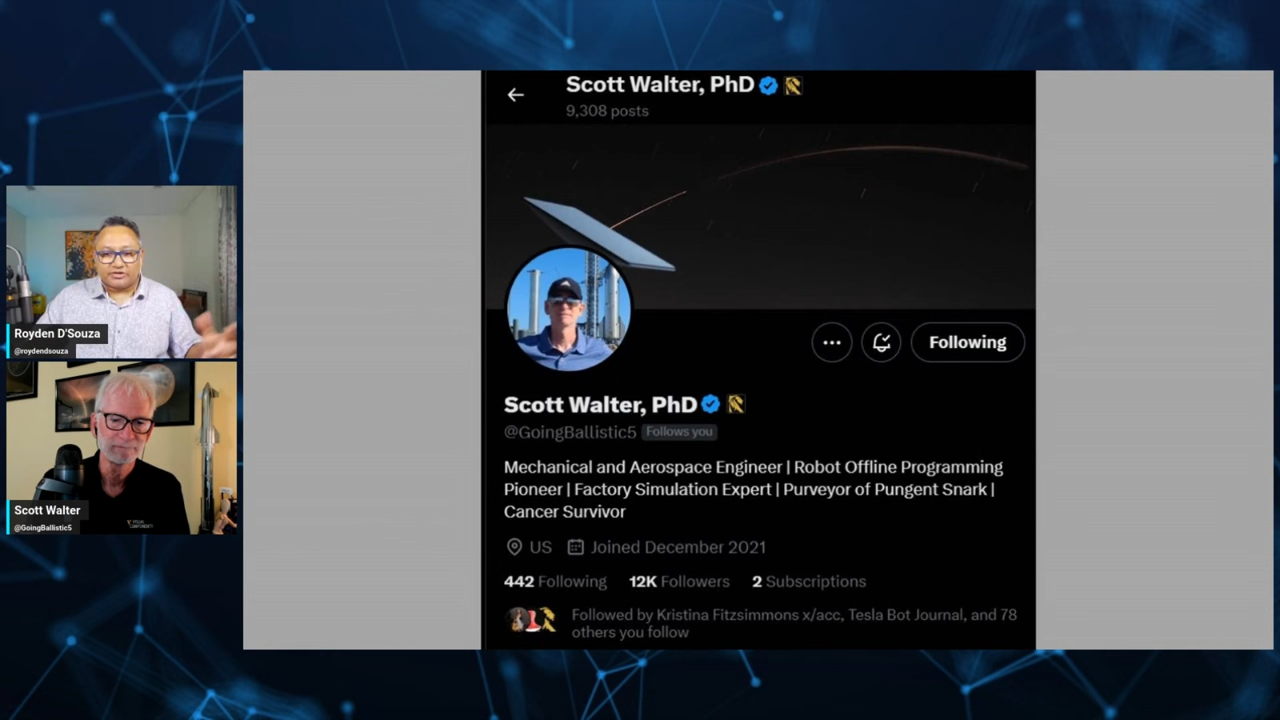 Scott Walter, PhD
9,308 posts
Following
Scott Walter, PhD
@GoingBallistic5 Follows you
Mechanical and Aerospace Engineer | Robot Offline Programming
Pioneer | Factory Simulation Expert | Purveyor of Pungent Snark |
Cancer Survivor
US Joined December 2021
442 Following 12K Followers 2 Subscriptions
Followed by Kristina Fitzsimmons x/acc, Tesla Bot Journal, and 78
others you follow
Royden D'Souza
@roydendsouza
Scott Walter
@GoingBallistic5